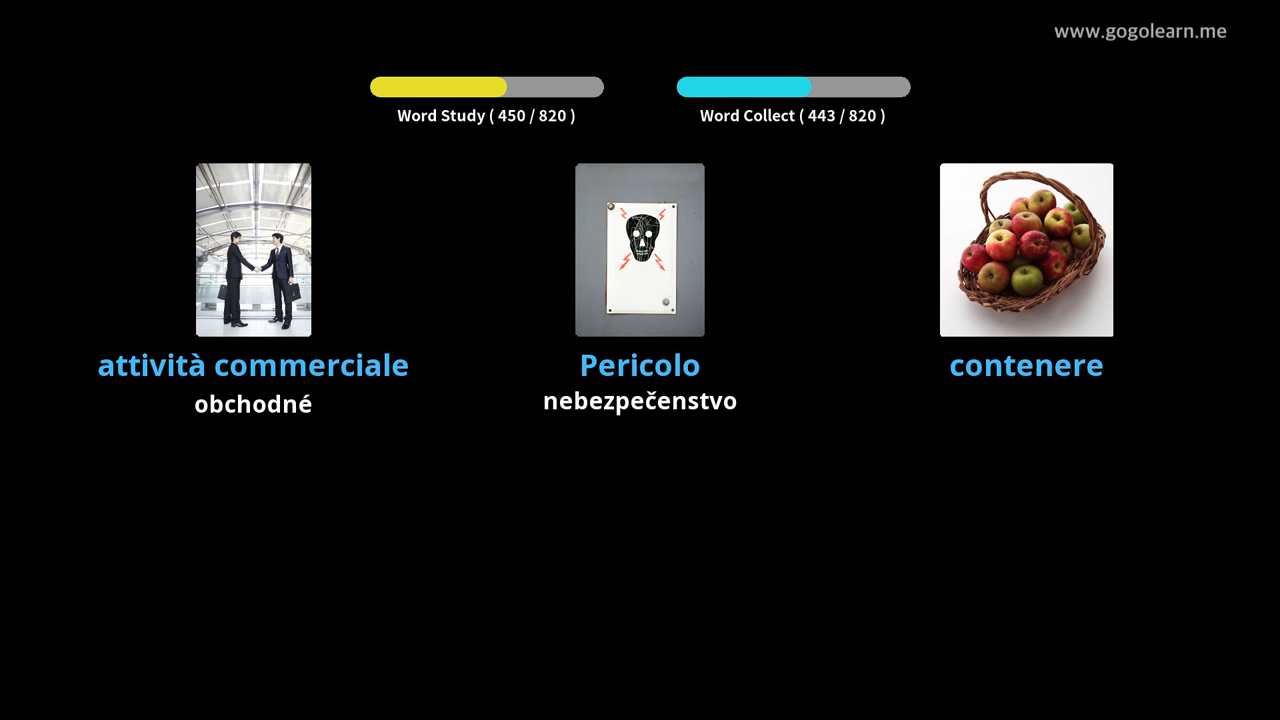 www.gogolearn.me
Word Study ( 450 / 820 )
Word Collect ( 443 / 820 )
attività commerciale
obchodné
Pericolo
nebezpečenstvo
contenere